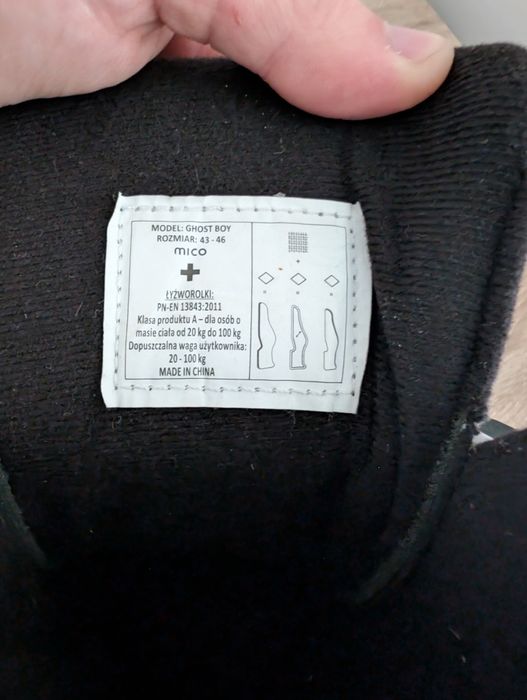 MODEL: GHOST BOY
ROZMIAR: 43 - 46
mico
+
ŁYŻWOROLKI:
PN-EN 13843:2011
Klasa produktu A – dla osób o
masie ciała od 20 kg do 100 kg
Dopuszczalna waga użytkownika:
20 - 100 kg
MADE IN CHINA